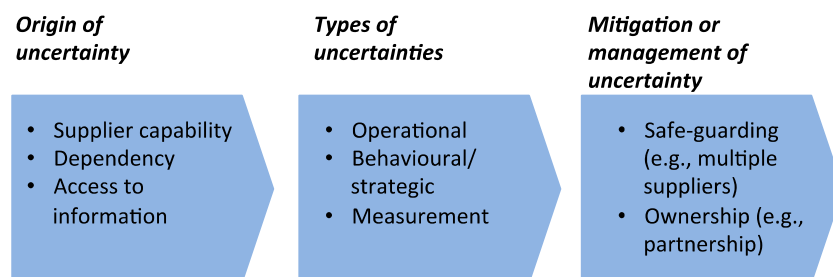 Origin of
uncertainty
• Supplier capability
• Dependency
• Access to
information
Types of
uncertainties
• Operational
• Behavioural/
strategic
• Measurement
Mitigation or
management of
uncertainty
• Safe-guarding
(e.g., multiple
suppliers)
• Ownership (e.g.,
partnership)